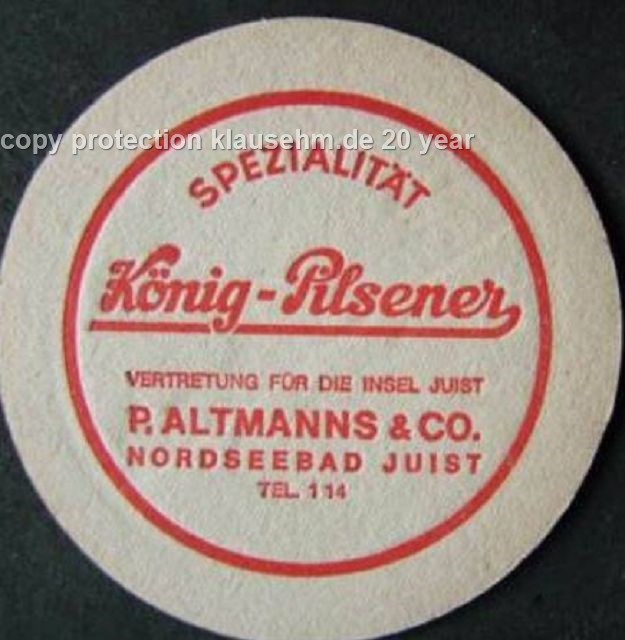 copy protection klausehm.de 20 year
SPEZIALITÄT
König-Pilsener
VERTRETUNG FÜR DIE INSEL JUIST
P. ALTMANNS & CO.
NORDSEEBAD JUIST
TEL. 114